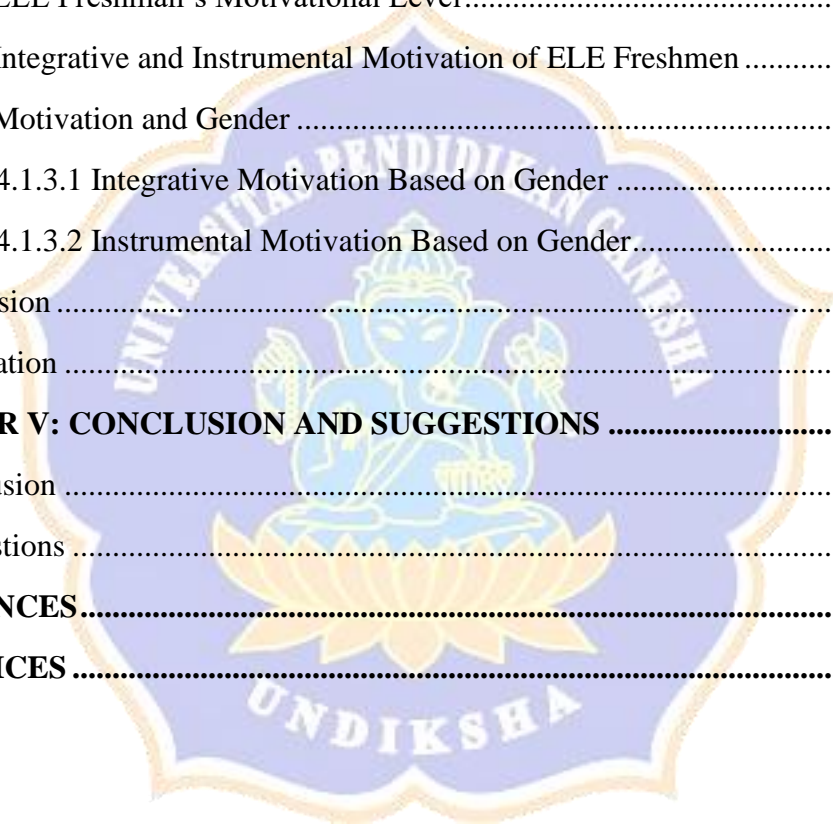 ELE Freshman's Motivational Level....................................
Integrative and Instrumental Motivation of ELE Freshmen ............
Motivation and Gender ..............................................................
4.1.3.1 Integrative Motivation Based on Gender .........................
4.1.3.2 Instrumental Motivation Based on Gender.......................
sion ............................................................................................
ation ...........................................................................................
R V: CONCLUSION AND SUGGESTIONS ...........................
usion ...........................................................................................
stions ..........................................................................................
NCES...........................................................................................
ICES ............................................................................................
UNIVERSITAS PENDIDIKAN GANESHA
UNDIKSHA